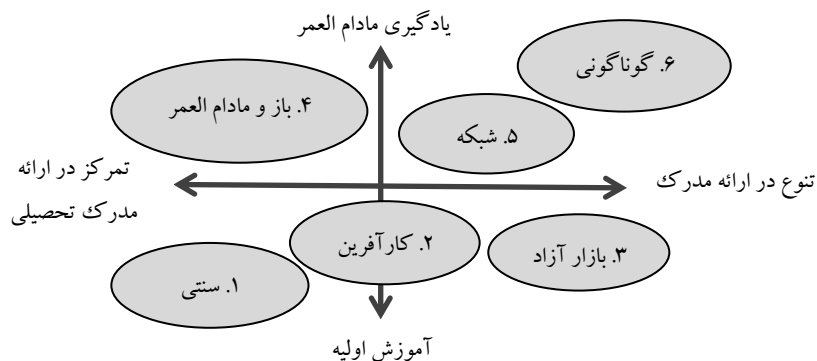 یادگیری مادام العمر
۶. گوناگونی
۴. باز و مادام العمر
۵. شبکه
تنوع در ارائه مدرک
تمرکز در ارائه
مدرک تحصیلی
۲. کارآفرین
۳. بازار آزاد
۱. سنتی
آموزش اولیه